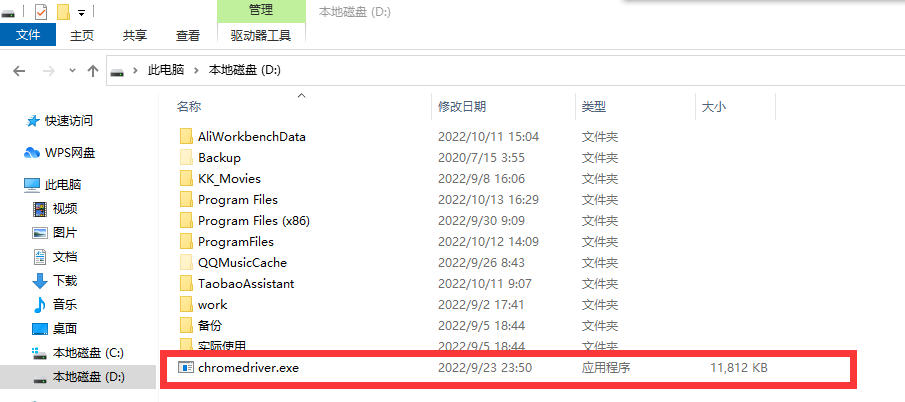 管理
本地磁盘 (D:)
文件 主页 共享 查看 驱动器工具
此电脑 本地磁盘 (D:)
名称 修改日期 类型 大小
快速访问
WPS网盘
此电脑
视频
图片
文档
下载
音乐
桌面
本地磁盘 (C:)
本地磁盘 (D:)
AliWorkbenchData 2022/10/11 15:04 文件夹
Backup 2020/7/15 3:55 文件夹
KK_Movies 2022/9/8 16:06 文件夹
Program Files 2022/10/13 16:29 文件夹
Program Files (x86) 2022/9/30 9:09 文件夹
ProgramFiles 2022/10/12 14:09 文件夹
QQMusicCache 2022/9/26 8:43 文件夹
TaobaoAssistant 2022/10/11 9:07 文件夹
work 2022/9/2 17:41 文件夹
备份 2022/9/5 18:44 文件夹
实际使用 2022/9/5 18:44 文件夹
chromedriver.exe 2022/9/23 23:50 应用程序 11,812 KB